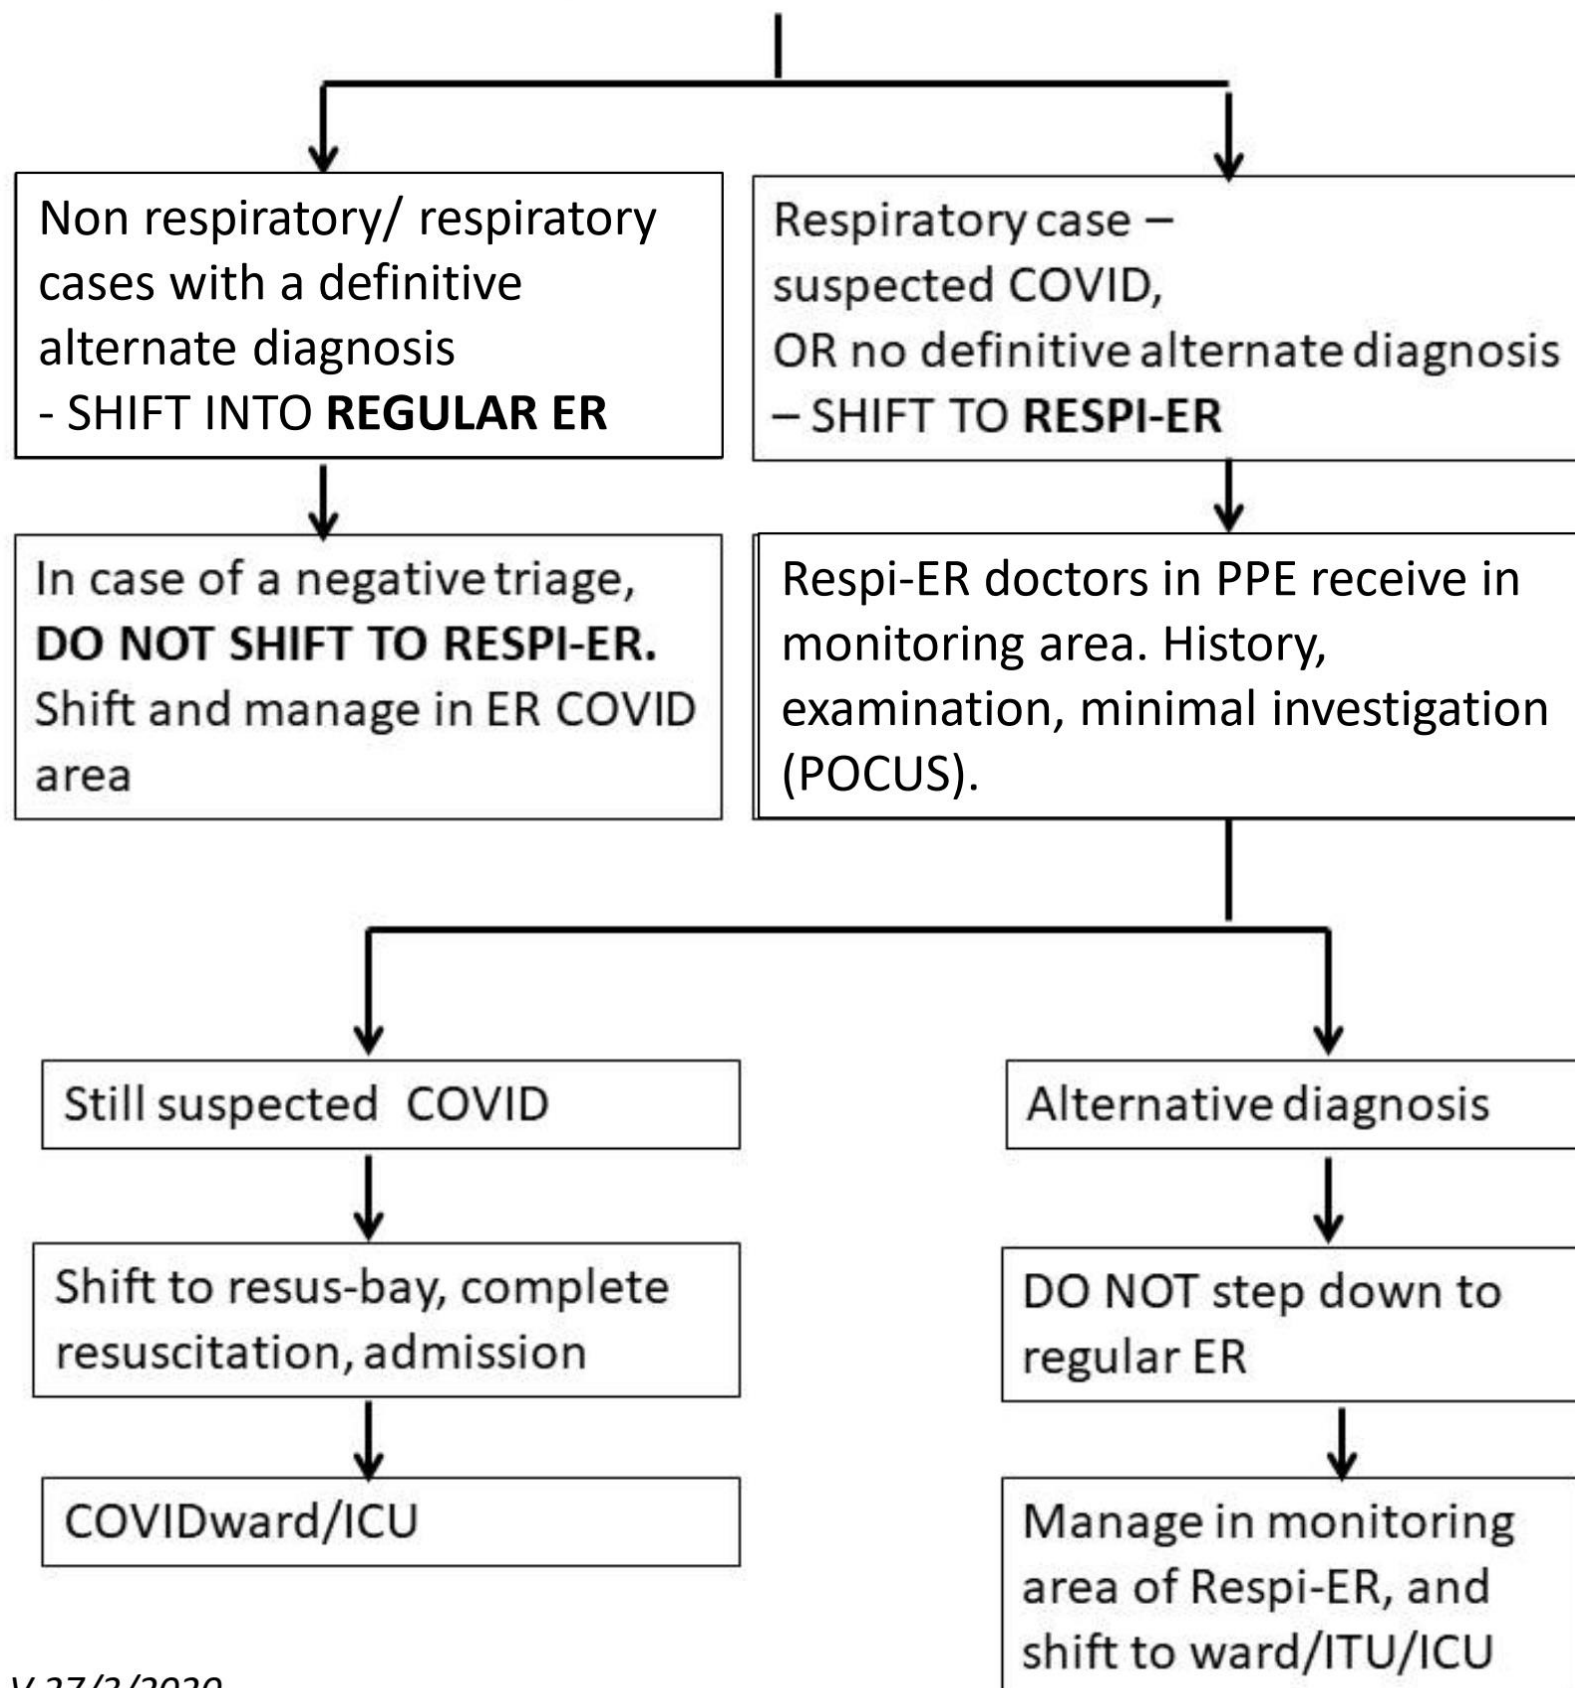 Non respiratory/ respiratory
cases with a definitive
alternate diagnosis
- SHIFT INTO REGULAR ER
Respiratory case –
suspected COVID,
OR no definitive alternate diagnosis
– SHIFT TO RESPI-ER
In case of a negative triage,
DO NOT SHIFT TO RESPI-ER.
Shift and manage in ER COVID
area
Respi-ER doctors in PPE receive in
monitoring area. History,
examination, minimal investigation
(POCUS).
Still suspected COVID
Alternative diagnosis
Shift to resus-bay, complete
resuscitation, admission
DO NOT step down to
regular ER
COVIDward/ICU
Manage in monitoring
area of Respi-ER, and
shift to ward/ITU/ICU